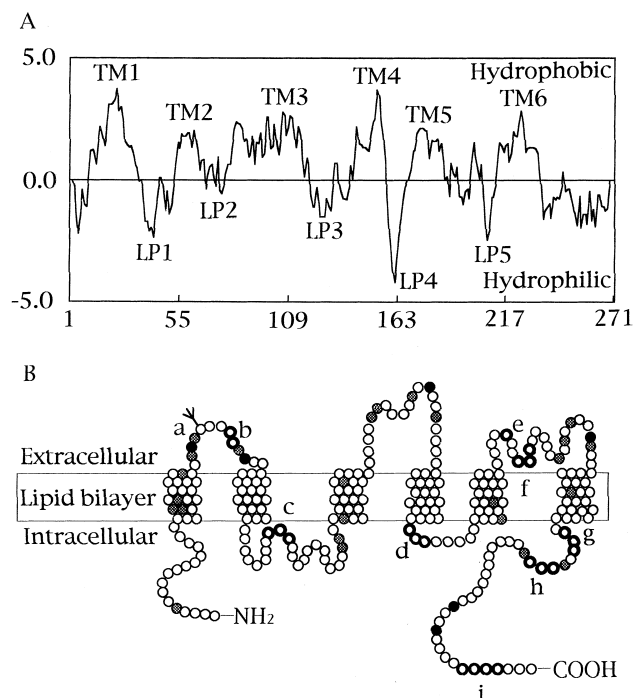 A
5.0
Hydrophobic
TM1
TM2
TM3
TM4
TM5
TM6
0.0
LP1
LP2
LP3
LP4
LP5
Hydrophilic
-5.0
1 55 109 163 217 271
B
a b e
Extracellular
Lipid bilayer
f
c
Intracellular
d g
h
NH2
COOH
i